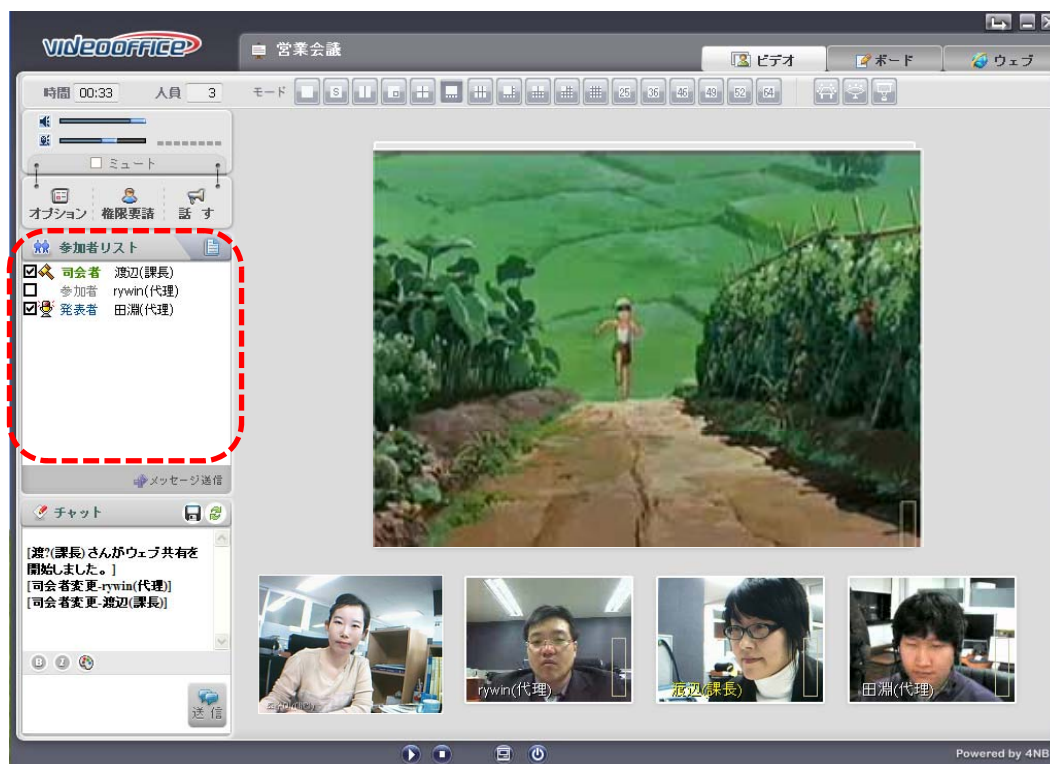 VIDEOOFFICE
営業会議
ビデオ
ボード
ウェブ
時間 00:33 人員 3
モード
S
25 36 46 49 52 64
ミュート
オプション 権限要請 話す
参加者リスト
司会者 渡辺(課長)
参加者 rywin(代理)
発表者 田淵(代理)
メッセージ送信
チャット
[渡?(課長)さんがウェブ共有を
開始しました。]
[司会者変更-rywin(代理)]
[司会者変更-渡辺(課長)]
B
送信
rywin(代理)
渡辺(課長)
田淵(代理)
Powered by 4NB